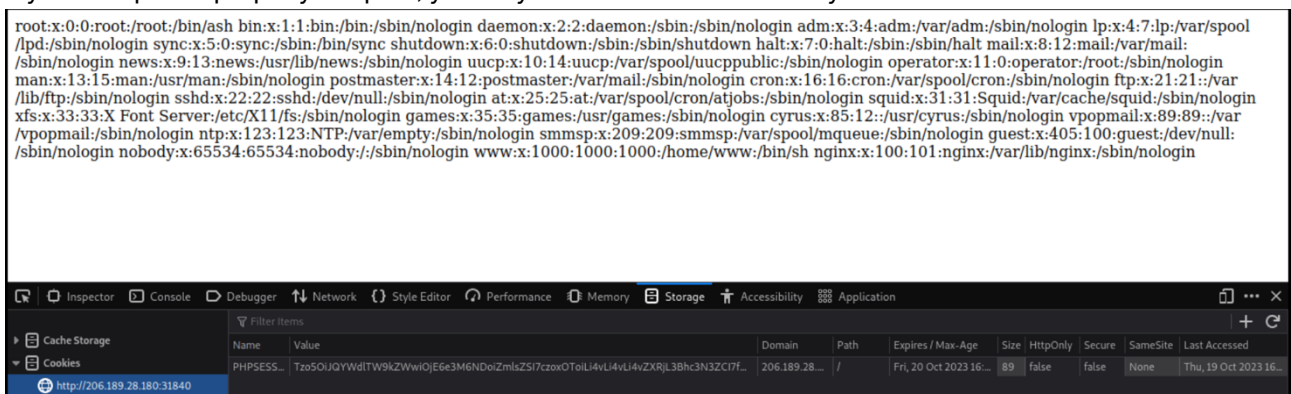 root:x:0:0:root:/root:/bin/ash bin:x:1:1:bin:/bin:/sbin/nologin daemon:x:2:2:daemon:/sbin:/sbin/nologin adm:x:3:4:adm:/var/adm:/sbin/nologin lp:x:4:7:lp:/var/spool
/lpd:/sbin/nologin sync:x:5:0:sync:/sbin:/bin/sync shutdown:x:6:0:shutdown:/sbin:/sbin/shutdown halt:x:7:0:halt:/sbin:/sbin/halt mail:x:8:12:mail:/var/mail:
/sbin/nologin news:x:9:13:news:/usr/lib/news:/sbin/nologin uucp:x:10:14:uucp:/var/spool/uucppublic:/sbin/nologin operator:x:11:0:operator:/root:/sbin/nologin
man:x:13:15:man:/usr/man:/sbin/nologin postmaster:x:14:12:postmaster:/var/mail:/sbin/nologin cron:x:16:16:cron:/var/spool/cron:/sbin/nologin ftp:x:21:21::/var
/lib/ftp:/sbin/nologin sshd:x:22:22:sshd:/dev/null:/sbin/nologin at:x:25:25:at:/var/spool/cron/atjobs:/sbin/nologin squid:x:31:31:Squid:/var/cache/squid:/sbin/nologin
xfs:x:33:33:X Font Server:/etc/X11/fs:/sbin/nologin games:x:35:35:games:/usr/games:/sbin/nologin cyrus:x:85:12::/usr/cyrus:/sbin/nologin vpopmail:x:89:89::/var
/vpopmail:/sbin/nologin ntp:x:123:123:NTP:/var/empty:/sbin/nologin smmsp:x:209:209:smmsp:/var/spool/mqueue:/sbin/nologin guest:x:405:100:guest:/dev/null:
/sbin/nologin nobody:x:65534:65534:nobody:/:/sbin/nologin www:x:1000:1000:1000:/home/www:/bin/sh nginx:x:100:101:nginx:/var/lib/nginx:/sbin/nologin
Inspector Console Debugger Network {} Style Editor Performance Memory Storage Accessibility Application
Filter Items
Cache Storage
Name Value Domain Path Expires / Max-Age Size HttpOnly Secure SameSite Last Accessed
Cookies
PHPSESS... Tzo5OiJQYWdlTW9kZWwiOjE6e3M6NDoiZmlsZSI7czoxOToiLi4vLi4vLi4vZXRjL3Bhc3N3ZCI7f... 206.189.28.... / Fri, 20 Oct 2023 16:... 89 false false None Thu, 19 Oct 2023 16...
http://206.189.28.180:31840